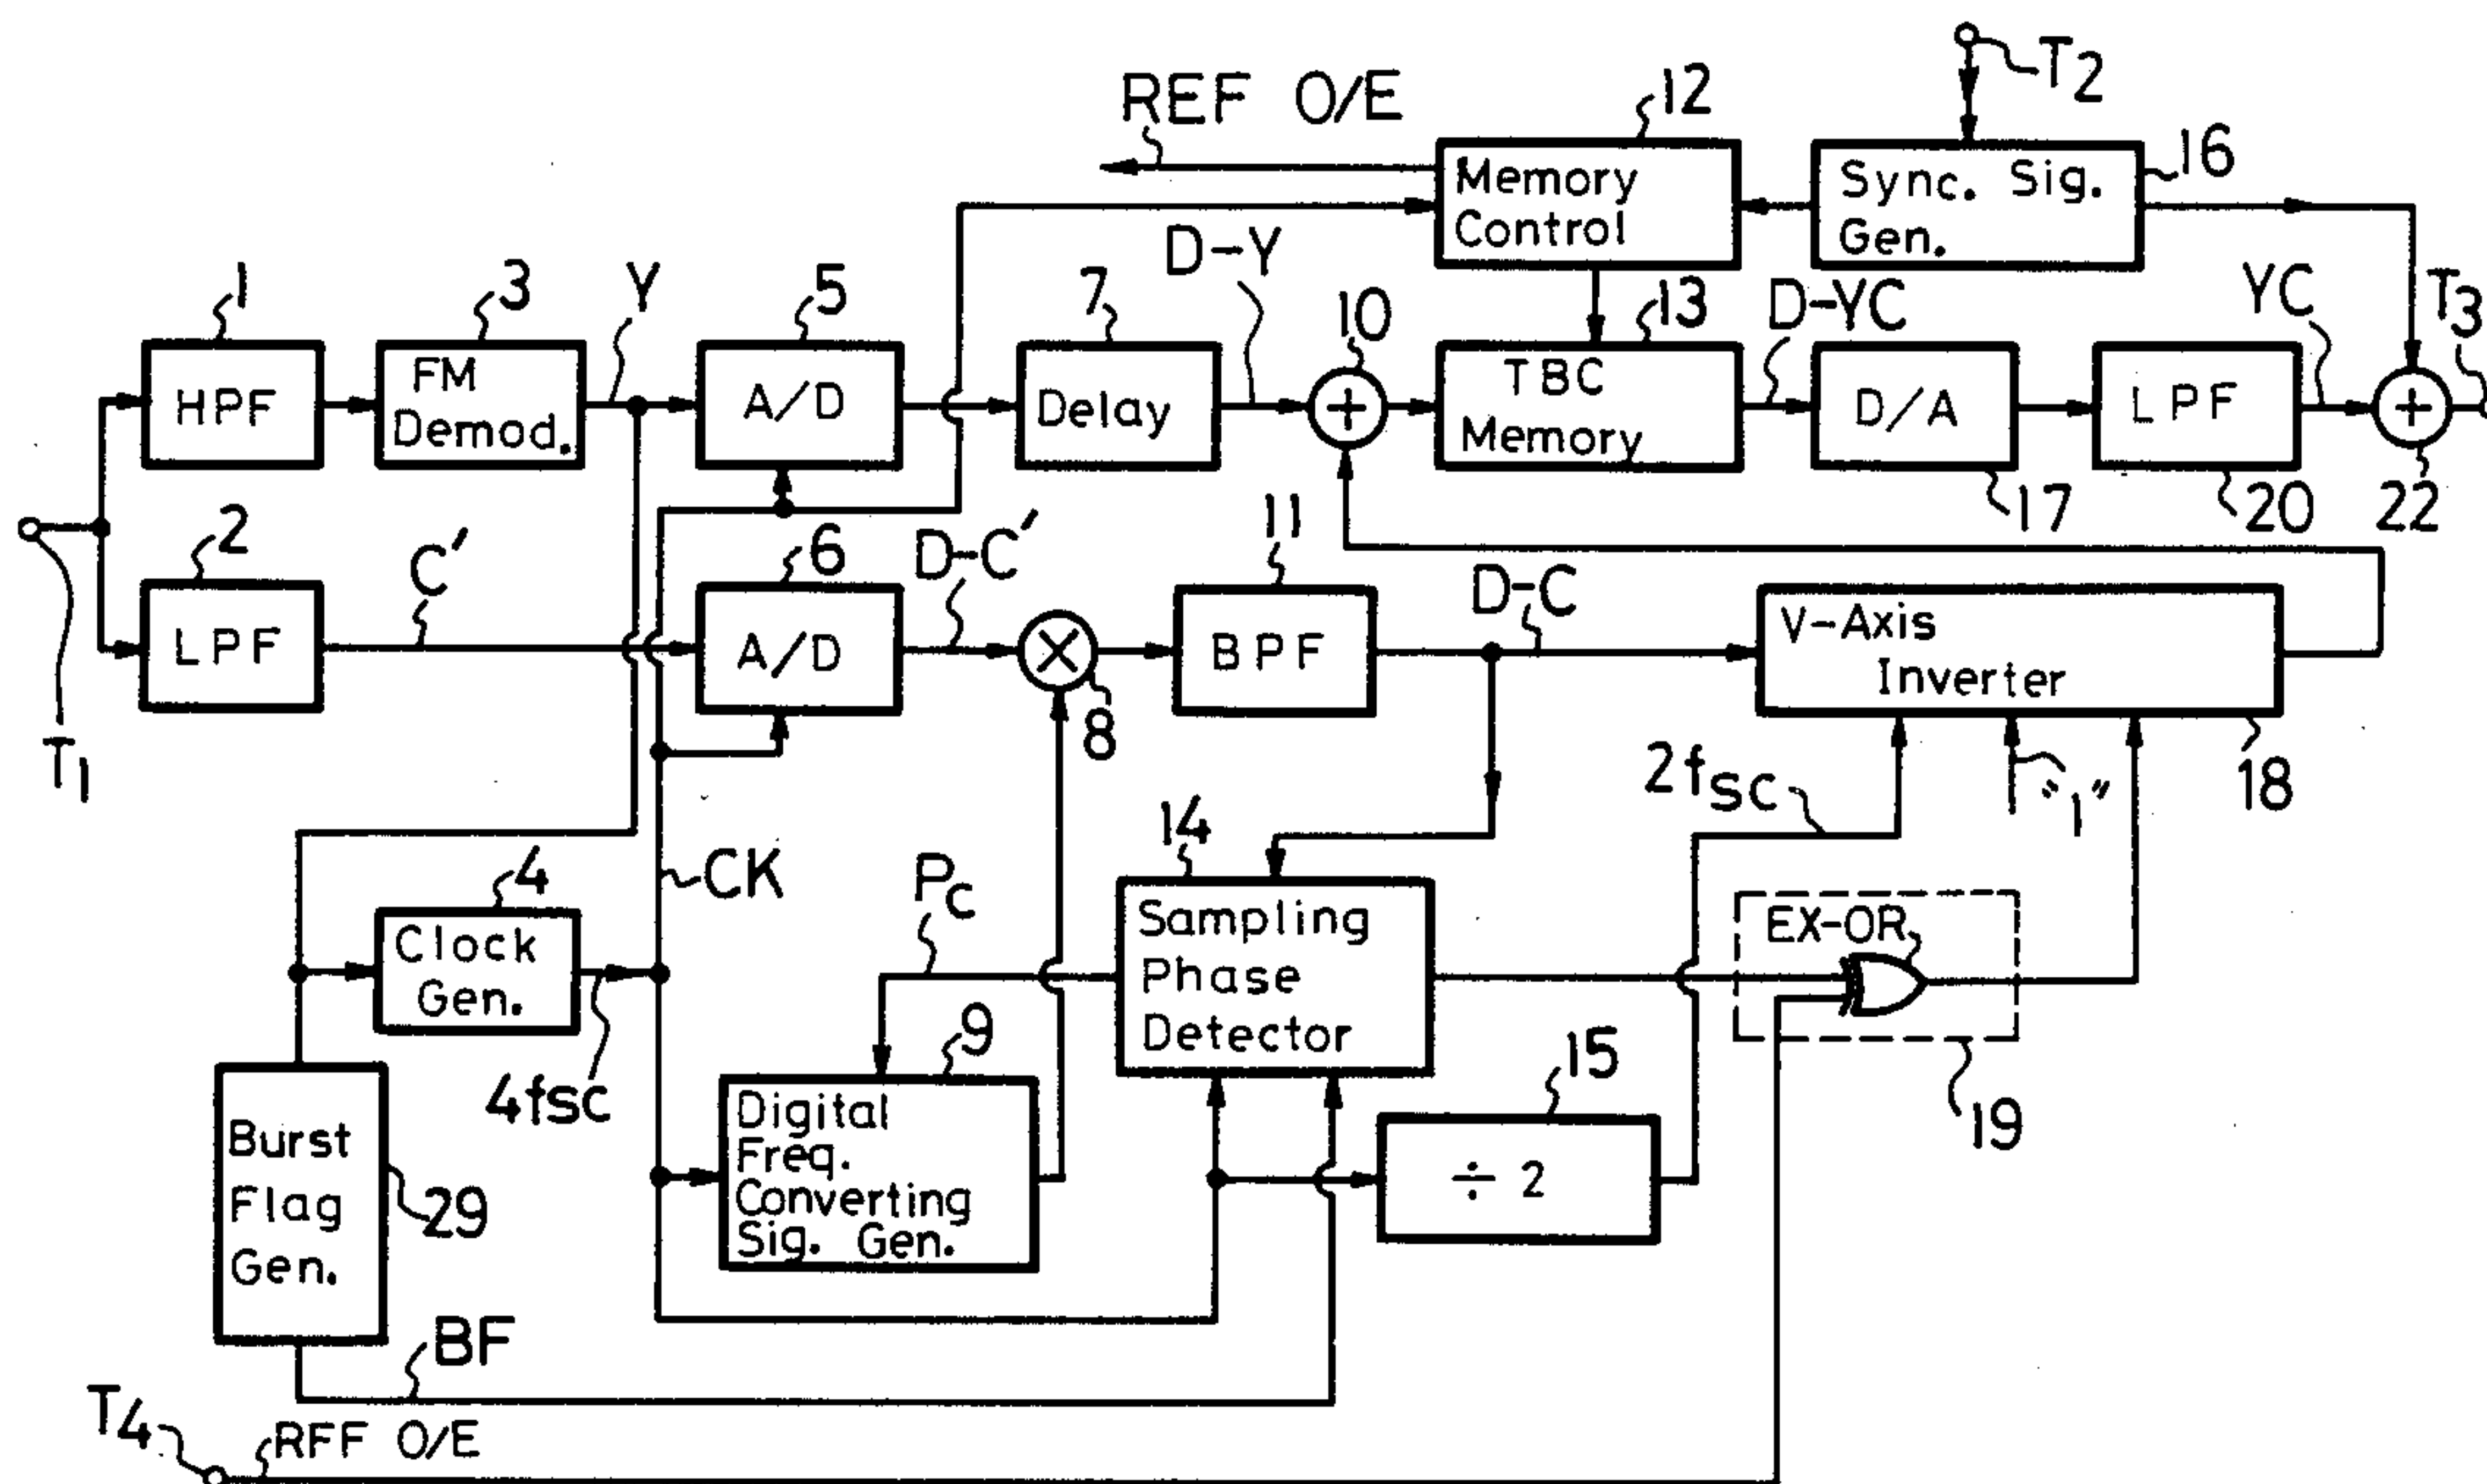 T2
REF O/E
12
16
Memory
Control
Sync. Sig.
Gen.
D-Y
1
3
Y
5
7
10
13
D-YC
YC
T3
HPF
FM
Demod.
A/D
Delay
+
TBC
Memory
D/A
LPF
+
17
20
22
T1
2
C'
6
D-C'
11
D-C
LPF
A/D
×
8
BPF
V-Axis
Inverter
18
2fsc
"1"
14
4
CK
Pc
Clock
Gen.
4fsc
Sampling
Phase
Detector
EX-OR
19
9
15
Burst
Flag
Gen.
29
Digital
Freq.
Converting
Sig. Gen.
÷ 2
BF
T4
RFF O/E